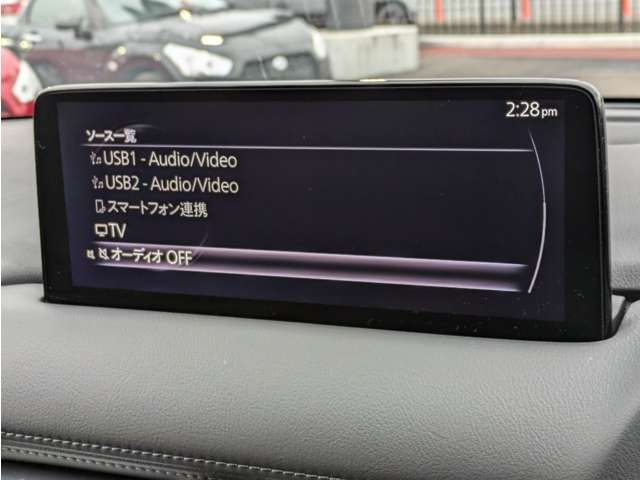 2:28pm
ソース一覧
USB1 - Audio/Video
USB2 - Audio/Video
スマートフォン連携
TV
オーディオ OFF